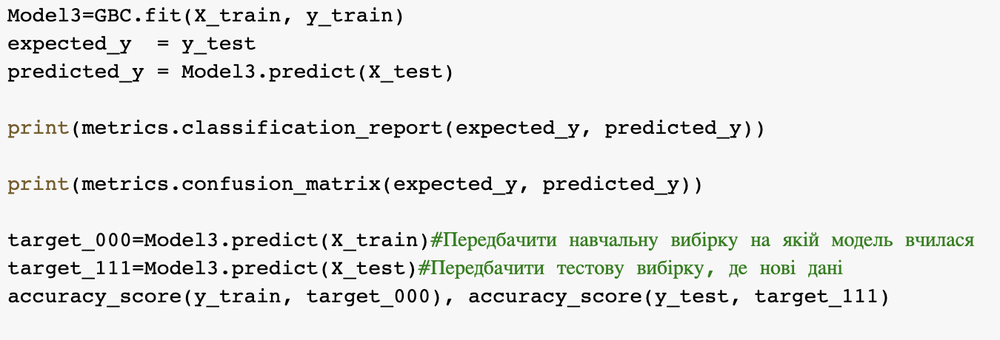 Model3=GBC.fit(X_train, y_train)
expected_y  = y_test
predicted_y = Model3.predict(X_test)
print(metrics.classification_report(expected_y, predicted_y))
print(metrics.confusion_matrix(expected_y, predicted_y))
target_000=Model3.predict(X_train)#Передбачити навчальну вибірку на якій модель вчилася
target_111=Model3.predict(X_test)#Передбачити тестову вибірку, де нові дані
accuracy_score(y_train, target_000), accuracy_score(y_test, target_111)